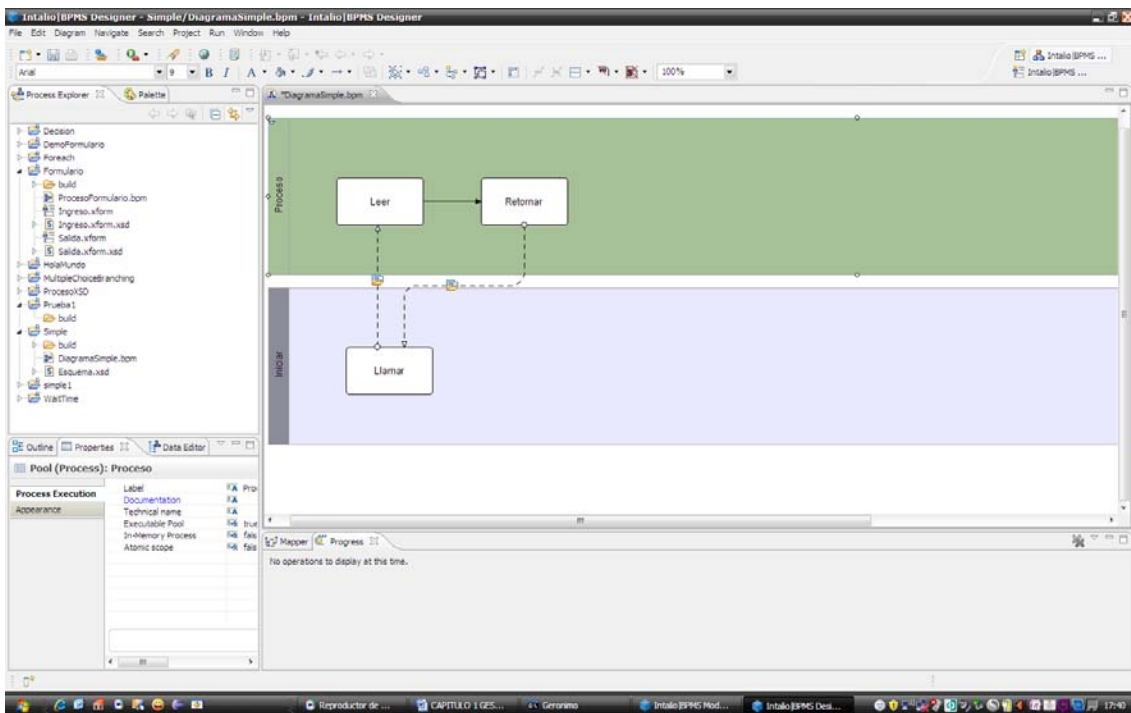 Intalio|BPMS Designer - Simple/DiagramaSimple.bpm - Intalio|BPMS Designer
File Edit Diagram Navigate Search Project Run Window Help
Intalio|BPMS ...
Arial 9 B I A 100% Intalio|BPMS ...
Process Explorer Palette *DiagramaSimple.bpm
Decision
DemoFormulario
Foreach
Formulario
build
ProcesoFormulario.bpm
Ingreso.xform
Ingreso.xform.xsd
Salida.xform
Salida.xform.xsd
HolaMundo
MultipleChoiceBranching
ProcesoXSD
Prueba1
build
Simple
build
DiagramaSimple.bpm
Esquema.xsd
simple1
WaitTime
Proceso
Leer
Retornar
Iniciar
Llamar
Outline Properties Data Editor
Pool (Process): Proceso
Process Execution
Appearance
Label Pro
Documentation
Technical name
Executable Pool true
In-Memory Process fals
Atomic scope fals
Mapper Progress
No operations to display at this time.
Reproductor de ... CAPITULO 1 GES... Geronimo Intalio|BPMS Mod... Intalio|BPMS Desi... 17:40